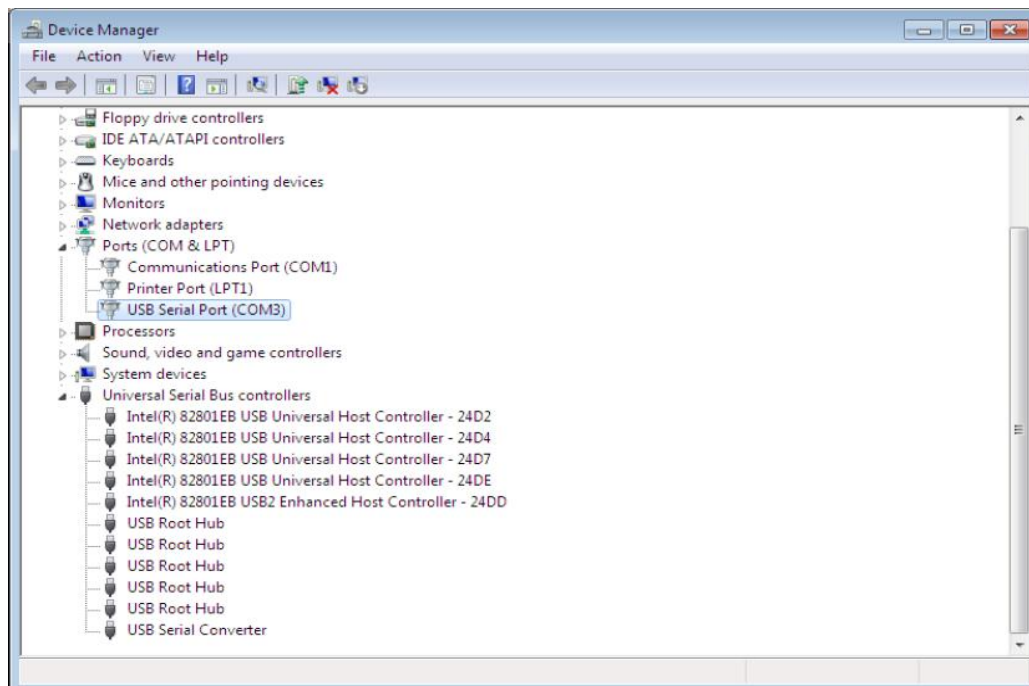 Device Manager
File Action View Help
Floppy drive controllers
IDE ATA/ATAPI controllers
Keyboards
Mice and other pointing devices
Monitors
Network adapters
Ports (COM & LPT)
Communications Port (COM1)
Printer Port (LPT1)
USB Serial Port (COM3)
Processors
Sound, video and game controllers
System devices
Universal Serial Bus controllers
Intel(R) 82801EB USB Universal Host Controller - 24D2
Intel(R) 82801EB USB Universal Host Controller - 24D4
Intel(R) 82801EB USB Universal Host Controller - 24D7
Intel(R) 82801EB USB Universal Host Controller - 24DE
Intel(R) 82801EB USB2 Enhanced Host Controller - 24DD
USB Root Hub
USB Root Hub
USB Root Hub
USB Root Hub
USB Root Hub
USB Serial Converter